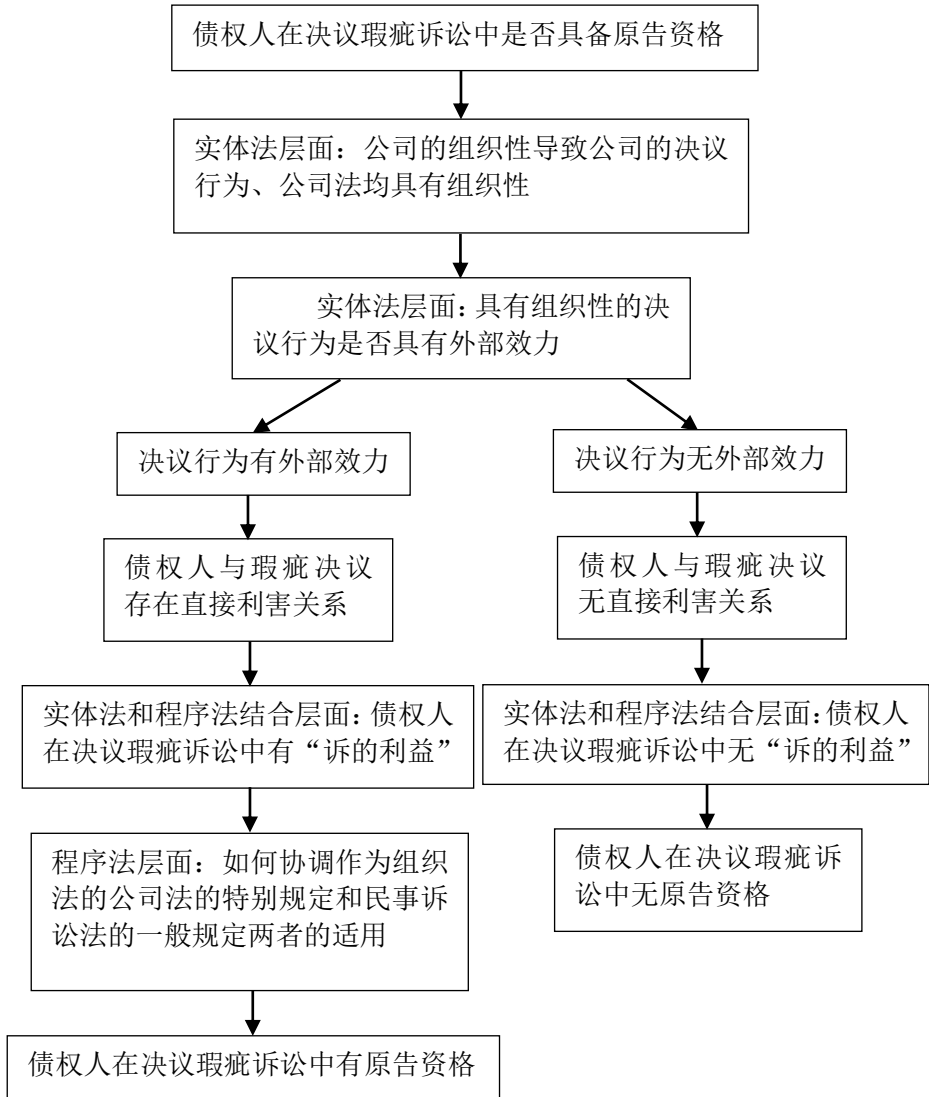 债权人在决议瑕疵诉讼中是否具备原告资格
实体法层面：公司的组织性导致公司的决议
行为、公司法均具有组织性
实体法层面：具有组织性的决
议行为是否具有外部效力
决议行为有外部效力
债权人与瑕疵决议
存在直接利害关系
实体法和程序法结合层面：债权人
在决议瑕疵诉讼中有“诉的利益”
程序法层面：如何协调作为组织
法的公司法的特别规定和民事诉
讼法的一般规定两者的适用
债权人在决议瑕疵诉讼中有原告资格
决议行为无外部效力
债权人与瑕疵决议
无直接利害关系
实体法和程序法结合层面：债权人
在决议瑕疵诉讼中无“诉的利益”
债权人在决议瑕疵诉
讼中无原告资格